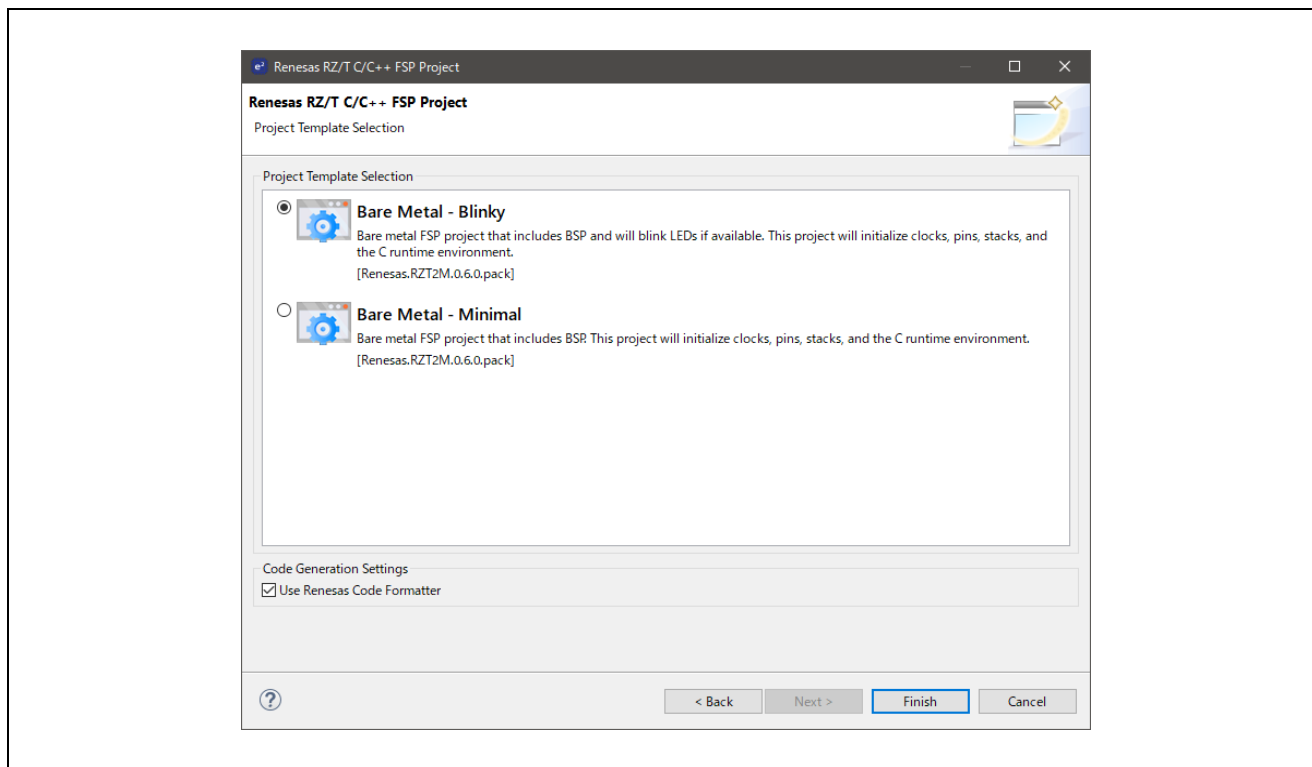 e² Renesas RZ/T C/C++ FSP Project
Renesas RZ/T C/C++ FSP Project
Project Template Selection
Project Template Selection
Bare Metal - Blinky
Bare metal FSP project that includes BSP and will blink LEDs if available. This project will initialize clocks, pins, stacks, and
the C runtime environment.
[Renesas.RZT2M.0.6.0.pack]
Bare Metal - Minimal
Bare metal FSP project that includes BSP. This project will initialize clocks, pins, stacks, and the C runtime environment.
[Renesas.RZT2M.0.6.0.pack]
Code Generation Settings
Use Renesas Code Formatter
?
< Back
Next >
Finish
Cancel